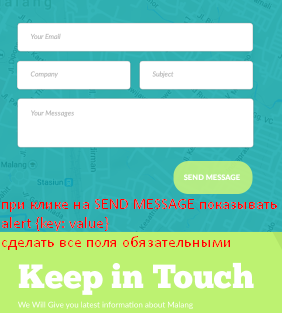 Malang
Your Email
Company
Subject
Your Messages
Malang
Stasiun
SEND MESSAGE
при клике на SEND MESSAGE показывать
alert {key: value}
сделать все поля обязательными
Keep in Touch
We Will Give you latest information about Malang